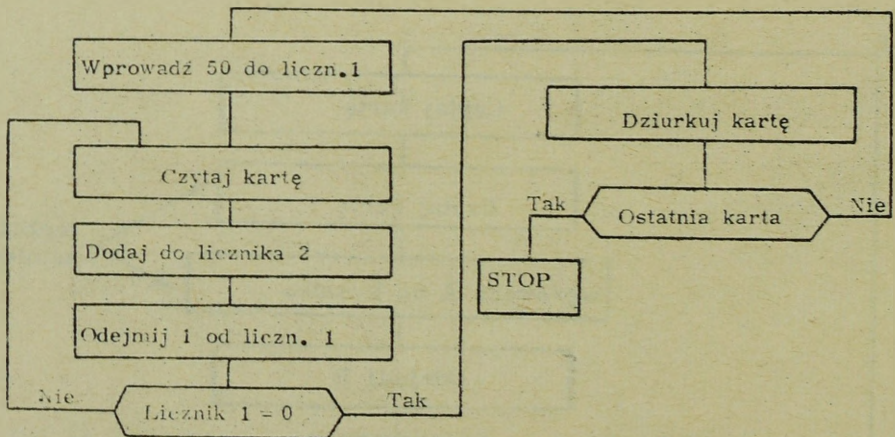 Wprowadź 50 do liczn.1
Czytaj kartę
Dodaj do licznika 2
Odejmij 1 od liczn. 1
Nie
Licznik 1 = 0
Tak
Dziurkuj kartę
Tak
Ostatnia karta
Nie
STOP